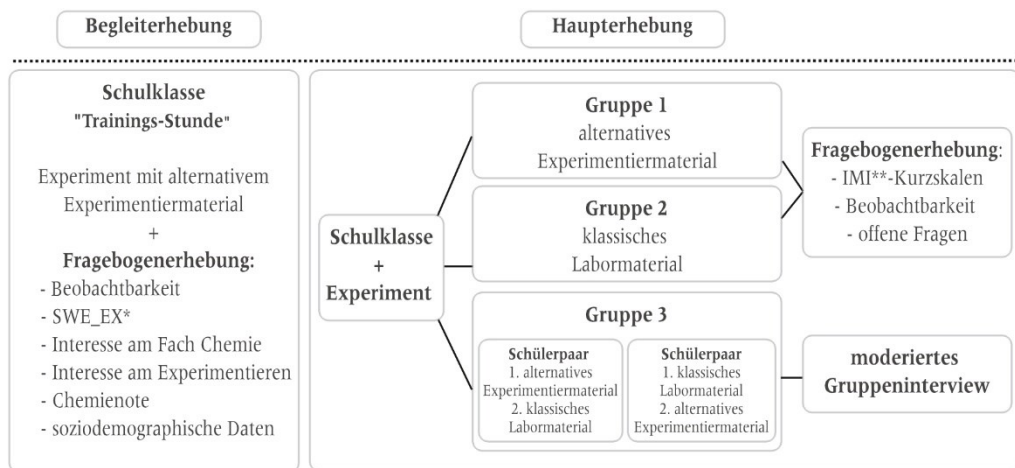 Begleiterhebung
Haupterhebung
Schulklasse
"Trainings-Stunde"
Experiment mit alternativem
Experimentiermaterial
+
Fragebogenerhebung:
- Beobachtbarkeit
- SWE_EX*
- Interesse am Fach Chemie
- Interesse am Experimentieren
- Chemienote
- soziodemographische Daten
Schulklasse
+
Experiment
Gruppe 1
alternatives
Experimentiermaterial
Gruppe 2
klassisches
Labormaterial
Gruppe 3
Schülerpaar
1. alternatives
Experimentiermaterial
2. klassisches
Labormaterial
Schülerpaar
1. klassisches
Labormaterial
2. alternatives
Experimentiermaterial
Fragebogenerhebung:
- IMI**-Kurzskalen
- Beobachtbarkeit
- offene Fragen
moderiertes
Gruppeninterview